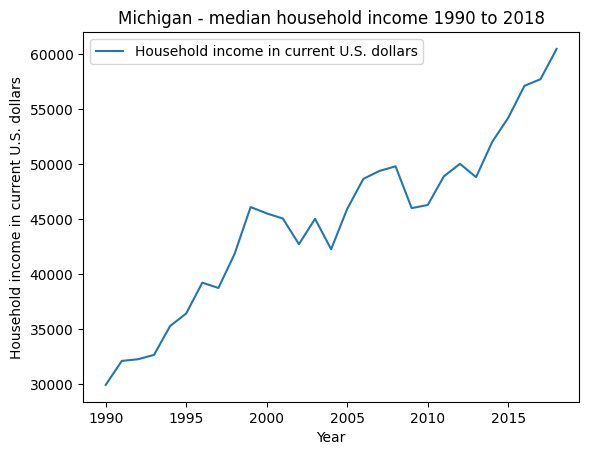 Michigan - median household income 1990 to 2018
Household income in current U.S. dollars
Household income in current U.S. dollars
60000
55000
50000
45000
40000
35000
30000
1990 1995 2000 2005 2010 2015
Year